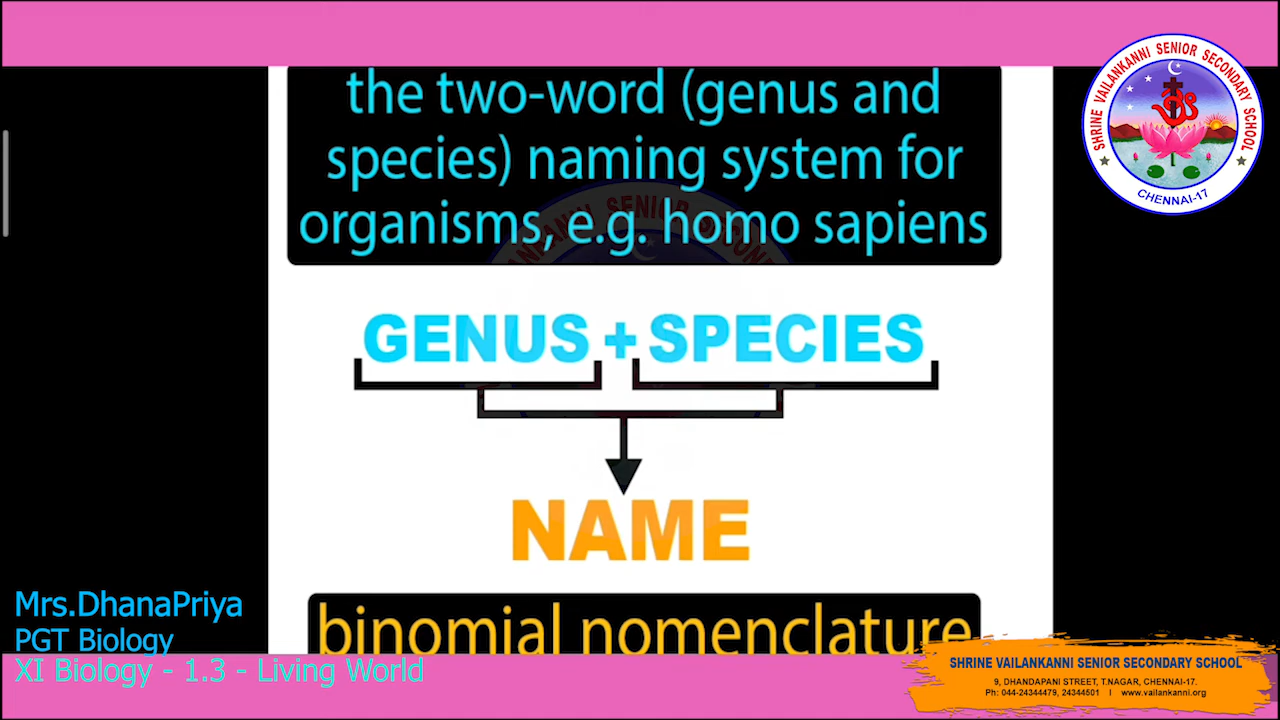 the two-word (genus and
species) naming system for
organisms, e.g. homo sapiens
GENUS + SPECIES
NAME
binomial nomenclature
Mrs.DhanaPriya
PGT Biology
XI Biology - 1.3 - Living World
SHRINE VAILANKANNI SENIOR SECONDARY SCHOOL
CHENNAI-17
SHRINE VAILANKANNI SENIOR SECONDARY SCHOOL
9, DHANDAPANI STREET, T.NAGAR, CHENNAI-17.
Ph: 044-24344479, 24344501 I www.vailankanni.org